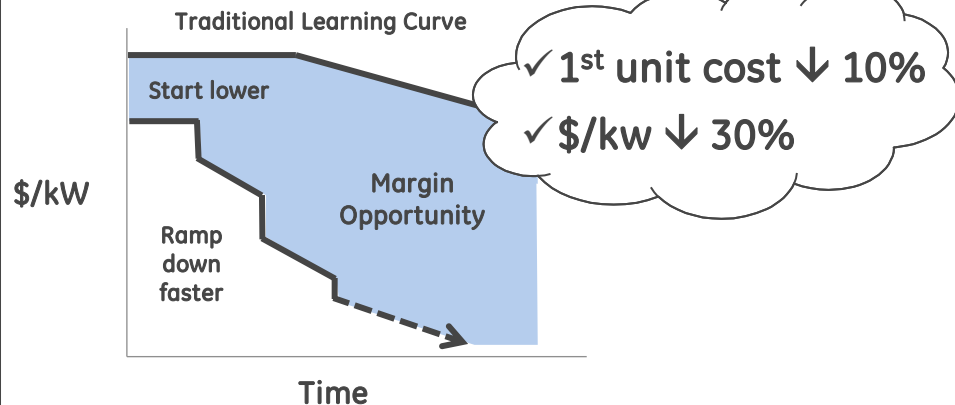 Traditional Learning Curve
✓ 1st unit cost ↓ 10%
✓ $/kw ↓ 30%
Start lower
Margin
Opportunity
$/kW
Ramp
down
faster
Time